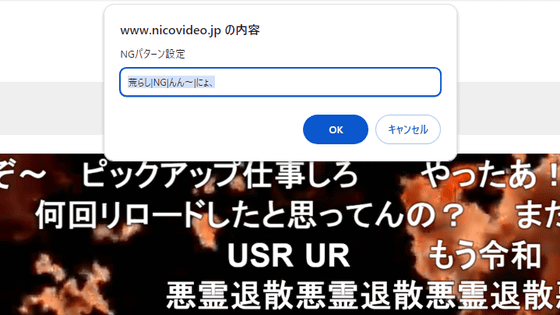 www.nicovideo.jp の内容
NGパターン設定
荒らし|NG|んん~|にょ、
OK キャンセル
ぞ～ ピックアップ仕事しろ やったあ！
何回リロードしたと思ってんの？ また
USR UR もう令和
悪霊退散悪霊退散悪霊退散